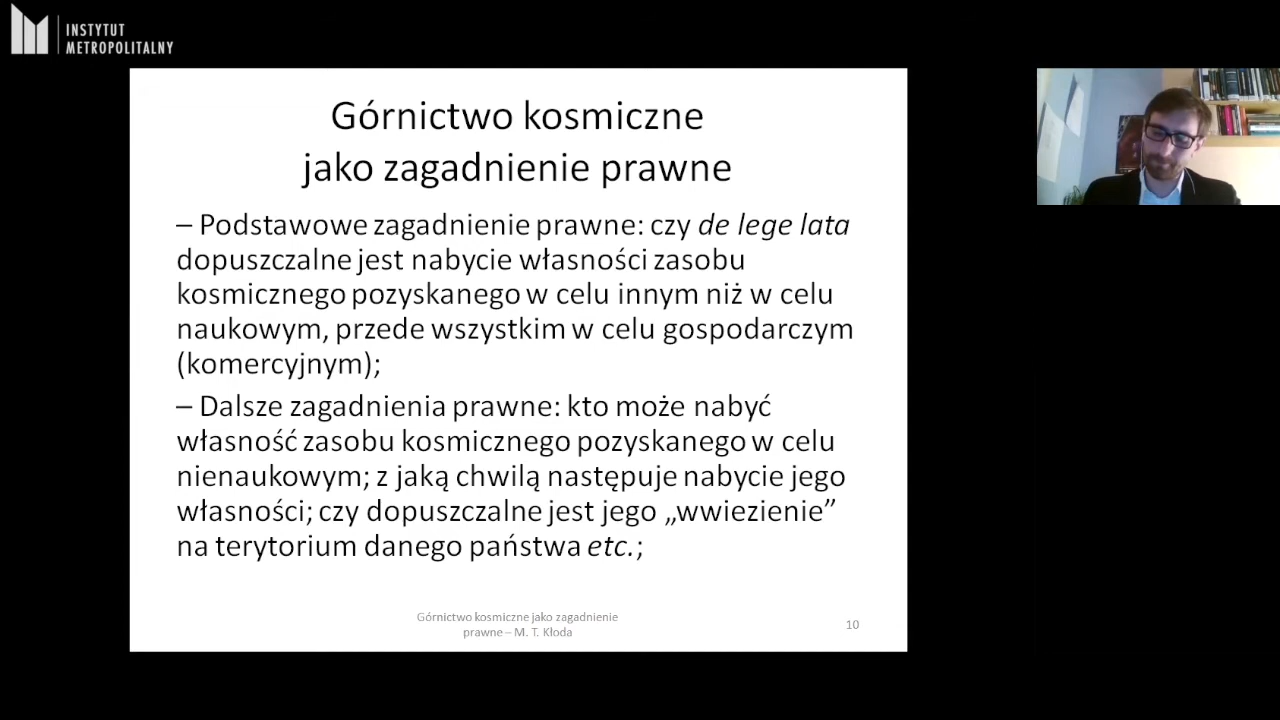 INSTYTUT
METROPOLITALNY
Górnictwo kosmiczne
jako zagadnienie prawne
– Podstawowe zagadnienie prawne: czy de lege lata
dopuszczalne jest nabycie własności zasobu
kosmicznego pozyskanego w celu innym niż w celu
naukowym, przede wszystkim w celu gospodarczym
(komercyjnym);
– Dalsze zagadnienia prawne: kto może nabyć
własność zasobu kosmicznego pozyskanego w celu
nienaukowym; z jaką chwilą następuje nabycie jego
własności; czy dopuszczalne jest jego „wwiezienie”
na terytorium danego państwa etc.;
Górnictwo kosmiczne jako zagadnienie
prawne – M. T. Kłoda
10